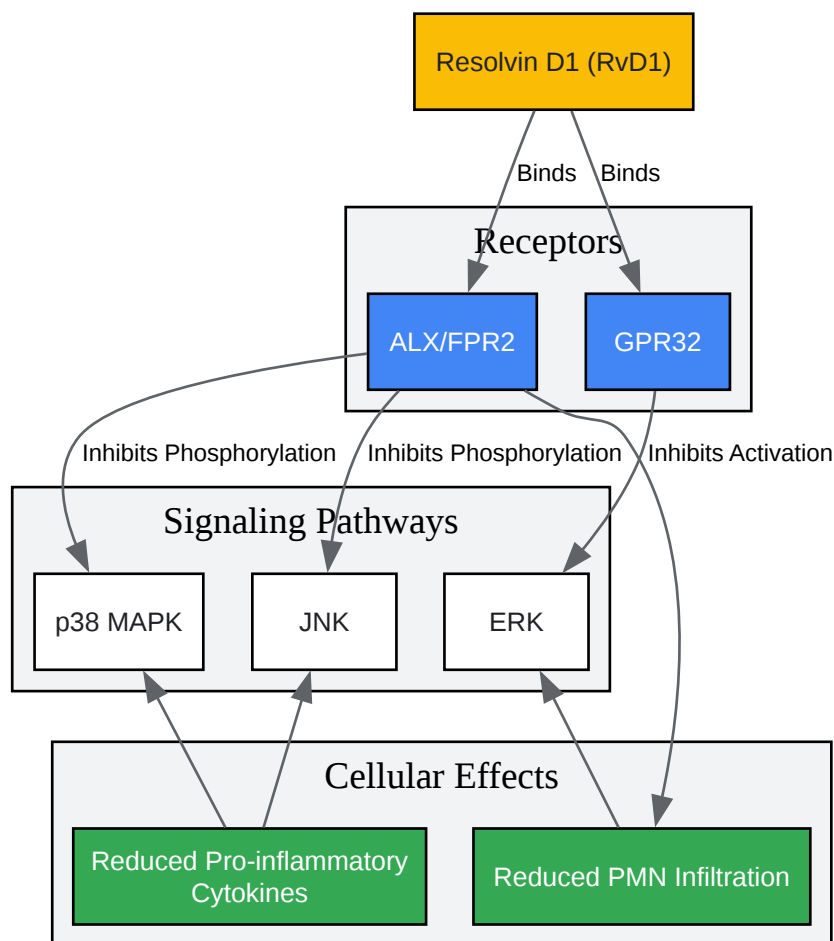 Resolvin D1 (RvD1)
Binds
Binds
Receptors
ALX/FPR2
GPR32
Inhibits Phosphorylation
Inhibits Phosphorylation
Inhibits Activation
Signaling Pathways
p38 MAPK
JNK
ERK
Cellular Effects
Reduced Pro-inflammatory
Cytokines
Reduced PMN Infiltration